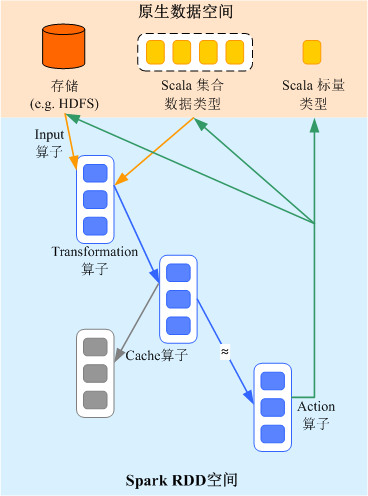 原生数据空间
存储
(e.g. HDFS)
Scala 集合
数据类型
Scala 标量
类型
Input
算子
Transformation
算子
Cache算子
≈
Action
算子
Spark RDD空间